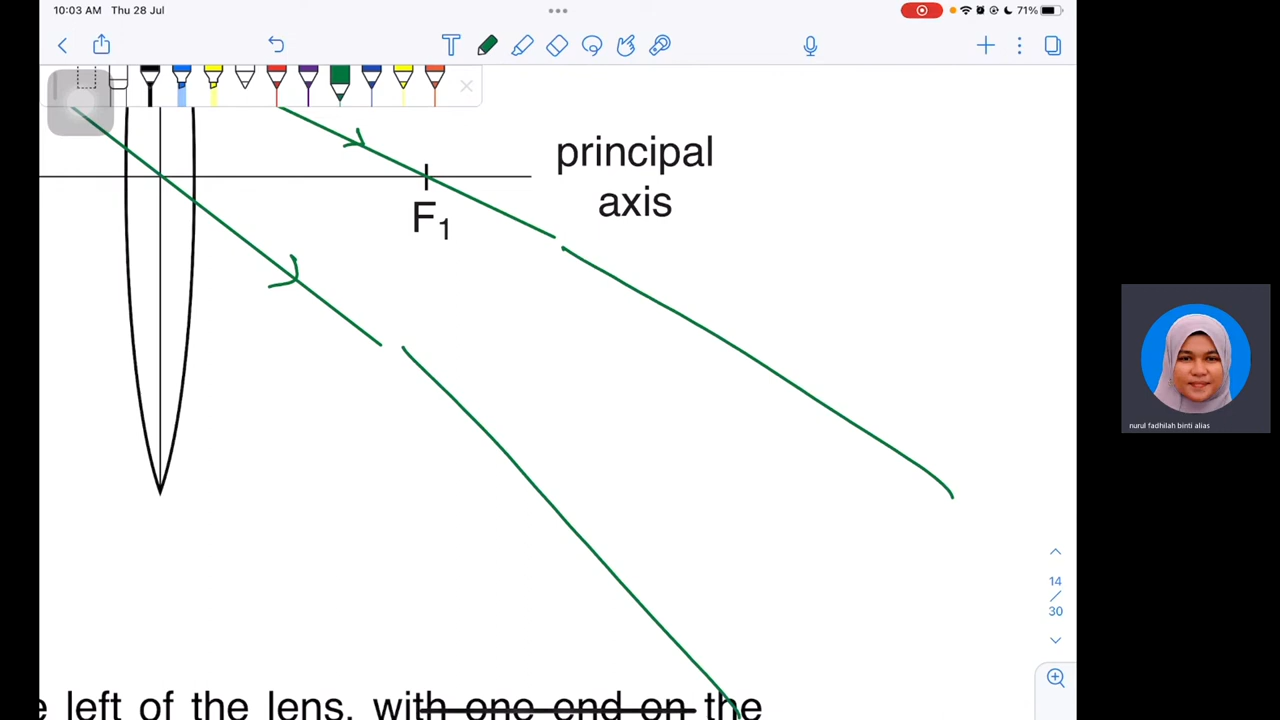 10:03 AM Thu 28 Jul
71%
T
principal
axis
F1
nurul fadhilah binti alias
14
/
30
e left of the lens, with one end on the